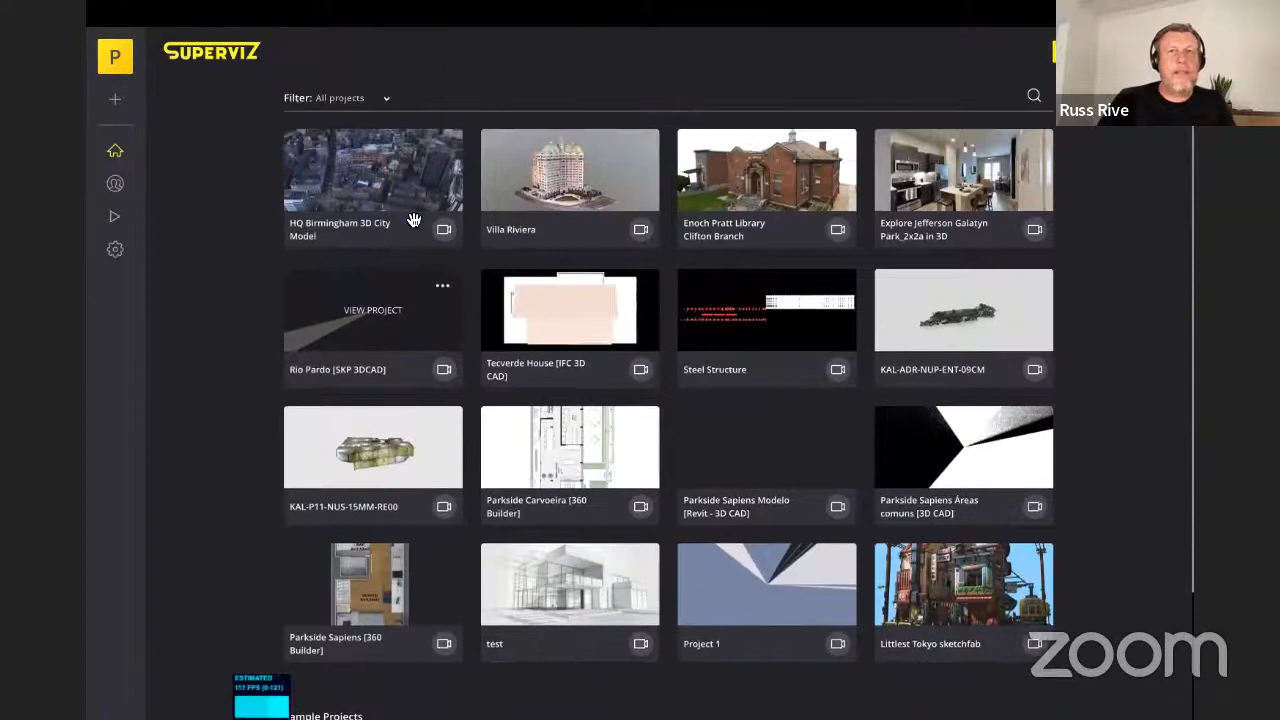 P
SUPERVIZ
Filter: All projects
Russ Rive
HQ Birmingham 3D City
Model
Villa Riviera
Enoch Pratt Library
Clifton Branch
Explore Jefferson Galatyn
Park_2x2a in 3D
VIEW PROJECT
Rio Pardo [SKP 3DCAD]
Tecverde House [IFC 3D
CAD]
Steel Structure
KAL-ADR-NUP-ENT-09CM
KAL-P11-NUS-15MM-RE00
Parkside Carvoeira [360
Builder]
Parkside Sapiens Modelo
[Revit - 3D CAD]
Parkside Sapiens Áreas
comuns [3D CAD]
Parkside Sapiens [360
Builder]
test
Project 1
Littlest Tokyo sketchfab
zoom
ESTIMATED
117 FPS (0-121)
ample Projects